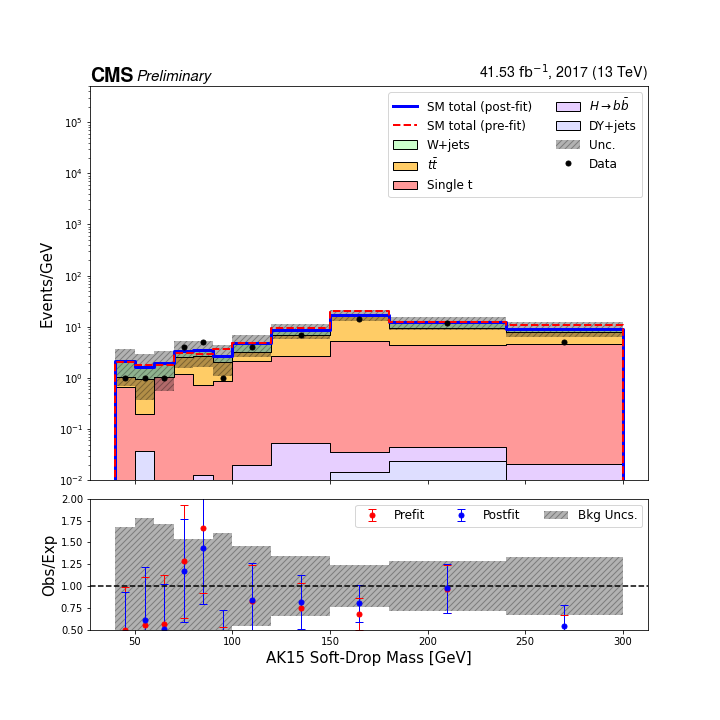 CMS Preliminary 41.53 fb⁻¹, 2017 (13 TeV)
SM total (post-fit)
SM total (pre-fit)
W+jets
tt̄
Single t
H→bb̄
DY+jets
Unc.
Data
Events/GeV
10⁵
10⁴
10³
10²
10¹
10⁰
10⁻¹
10⁻²
Prefit Postfit Bkg Uncs.
Obs/Exp
2.00
1.75
1.50
1.25
1.00
0.75
0.50
50 100 150 200 250 300
AK15 Soft-Drop Mass [GeV]